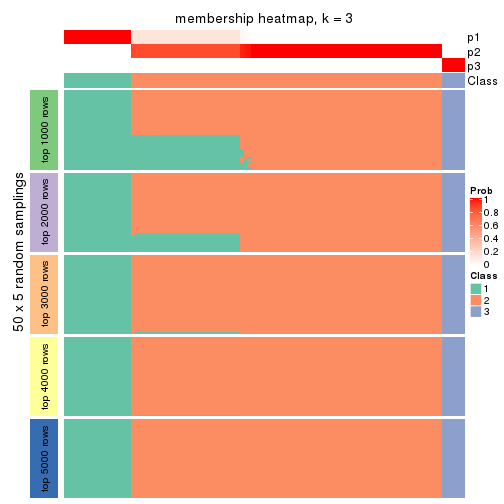 membership heatmap, k = 3
p1
p2
p3
Class
50 x 5 random samplings
top 1000 rows
top 2000 rows
top 3000 rows
top 4000 rows
top 5000 rows
Prob
1
0.8
0.6
0.4
0.2
0
Class
1
2
3